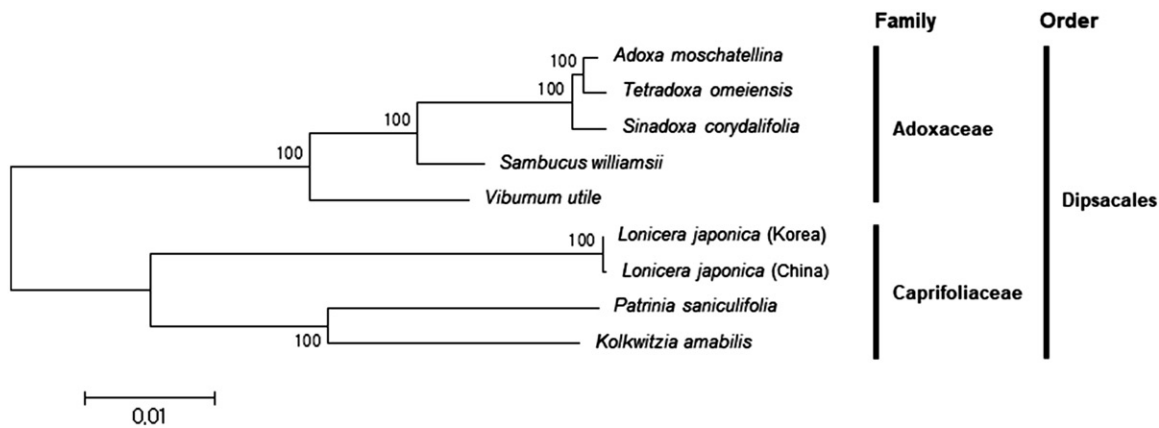 Family Order
100 Adoxa moschatellina
100 Tetradoxa omeiensis
100 Sinadoxa corydalifolia
Adoxaceae
100 Sambucus williamsii
Viburnum utile
Dipsacales
100 Lonicera japonica (Korea)
Lonicera japonica (China)
Caprifoliaceae
Patrinia saniculifolia
100 Kolkwitzia amabilis
0.01